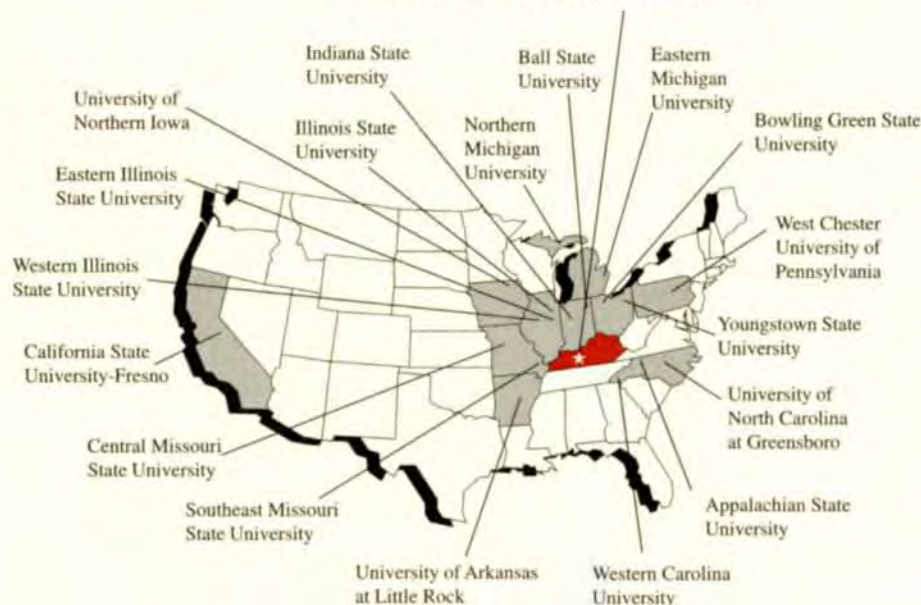 Indiana State
University
Ball State
University
Eastern
Michigan
University
University of
Northern Iowa
Illinois State
University
Northern
Michigan
University
Bowling Green State
University
Eastern Illinois
State University
West Chester
University of
Pennsylvania
Western Illinois
State University
Youngstown State
University
California State
University-Fresno
University of
North Carolina
at Greensboro
Central Missouri
State University
Southeast Missouri
State University
Appalachian State
University
University of Arkansas
at Little Rock
Western Carolina
University